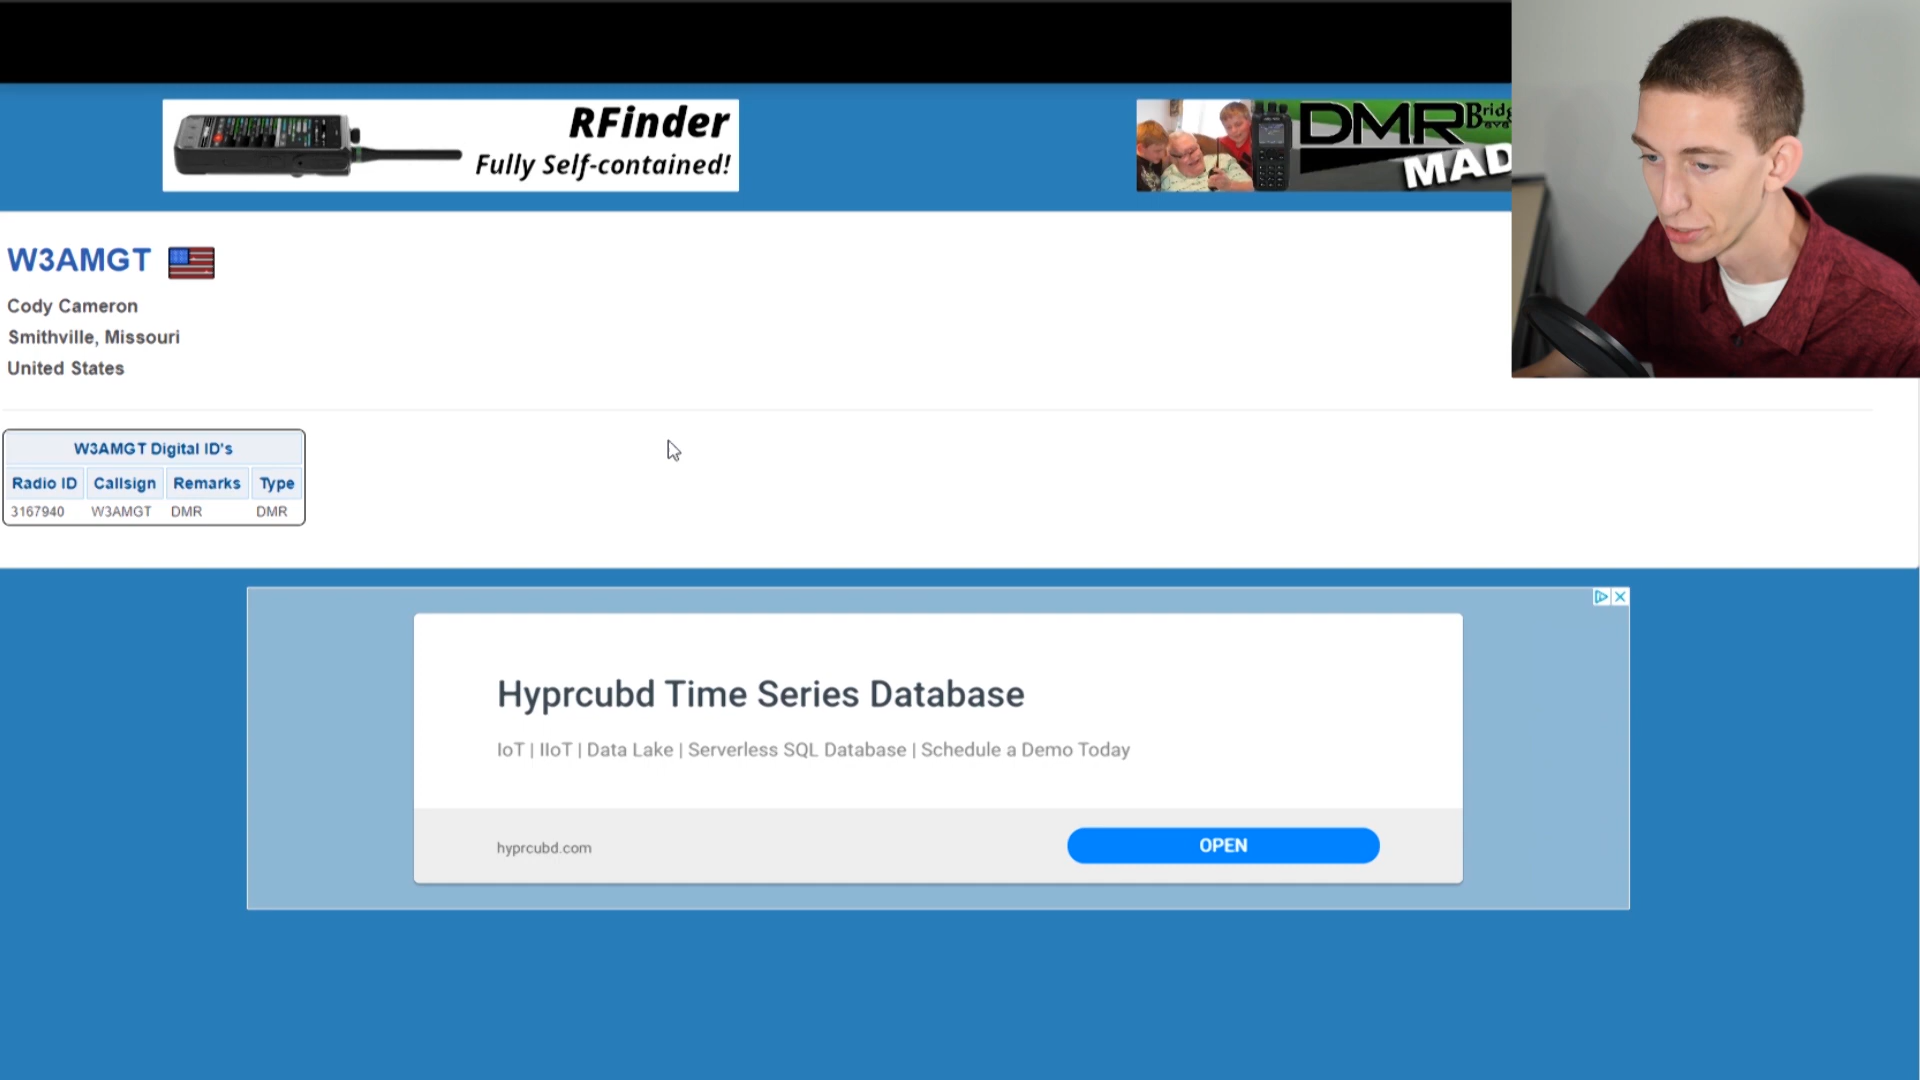 RFinder
Fully Self-contained!
DMR
MAD
W3AMGT
Cody Cameron
Smithville, Missouri
United States
W3AMGT Digital ID's
Radio ID Callsign Remarks Type
3167940 W3AMGT DMR DMR
Hyprcubd Time Series Database
IoT | IIoT | Data Lake | Serverless SQL Database | Schedule a Demo Today
hyprcubd.com
OPEN